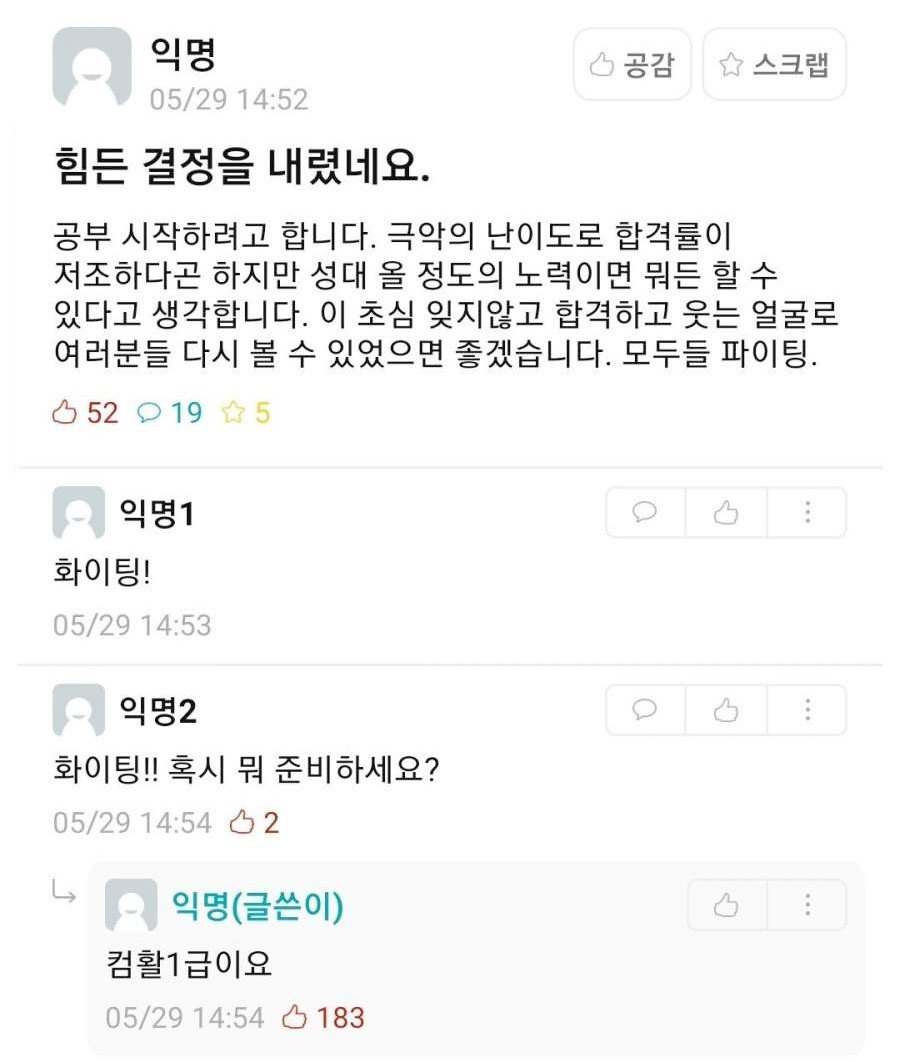 익명
05/29 14:52
공감
스크랩
힘든 결정을 내렸네요.
공부 시작하려고 합니다. 극악의 난이도로 합격률이
저조하다곤 하지만 성대 올 정도의 노력이면 뭐든 할 수
있다고 생각합니다. 이 초심 잊지않고 합격하고 웃는 얼굴로
여러분들 다시 볼 수 있었으면 좋겠습니다. 모두들 파이팅.
52 19 5
익명1
화이팅!
05/29 14:53
익명2
화이팅!! 혹시 뭐 준비하세요?
05/29 14:54 2
익명(글쓴이)
컴활1급이요
05/29 14:54 183